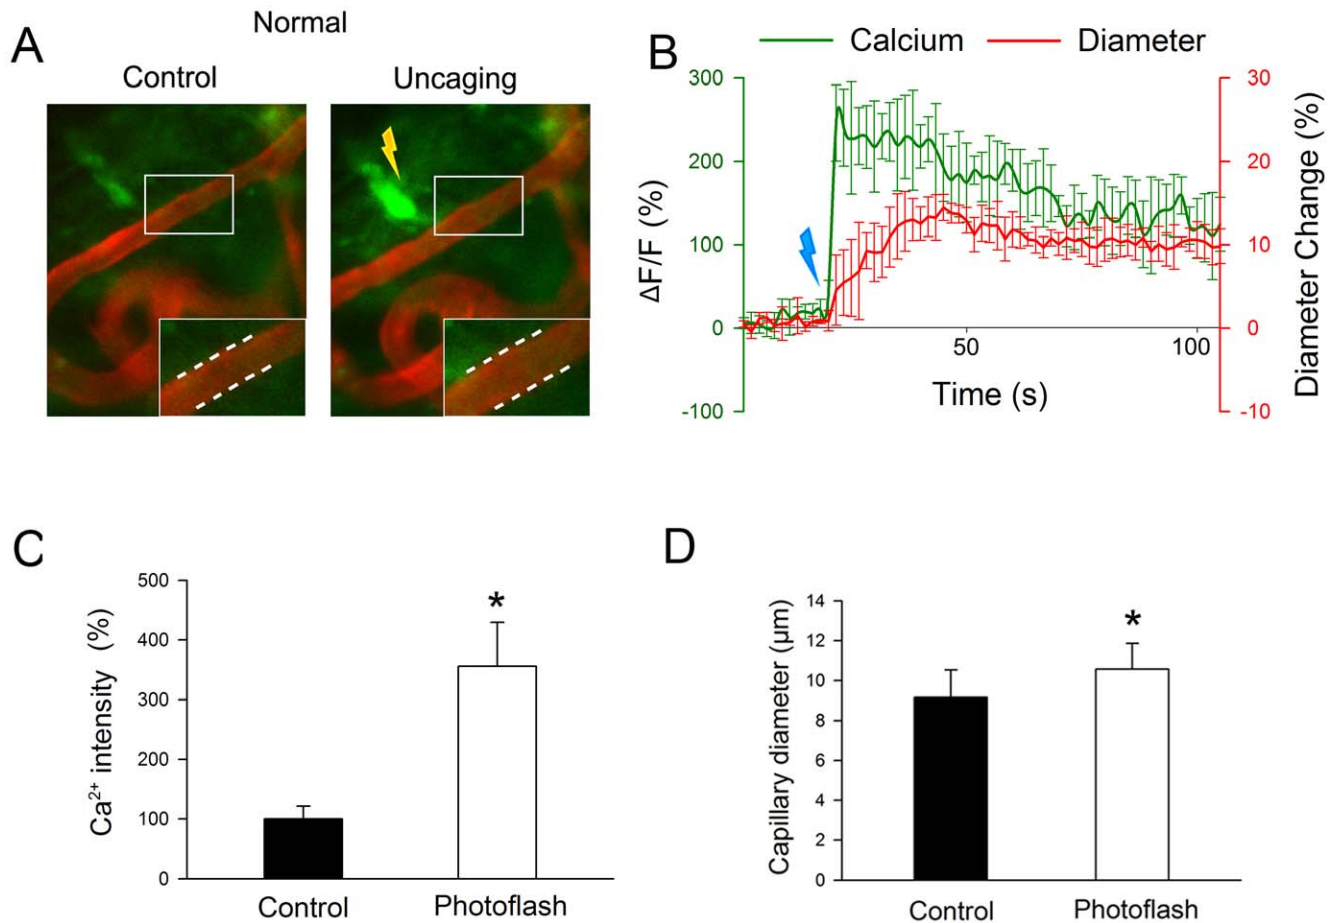 Normal
A
Control
Uncaging
B
Calcium
Diameter
300
200
100
0
-100
ΔF/F (%)
30
20
10
0
-10
Diameter Change (%)
50
100
Time (s)
C
500
400
300
200
100
0
Ca²⁺ intensity (%)
*
Control
Photoflash
D
14
12
10
8
6
4
2
0
Capillary diameter (μm)
*
Control
Photoflash